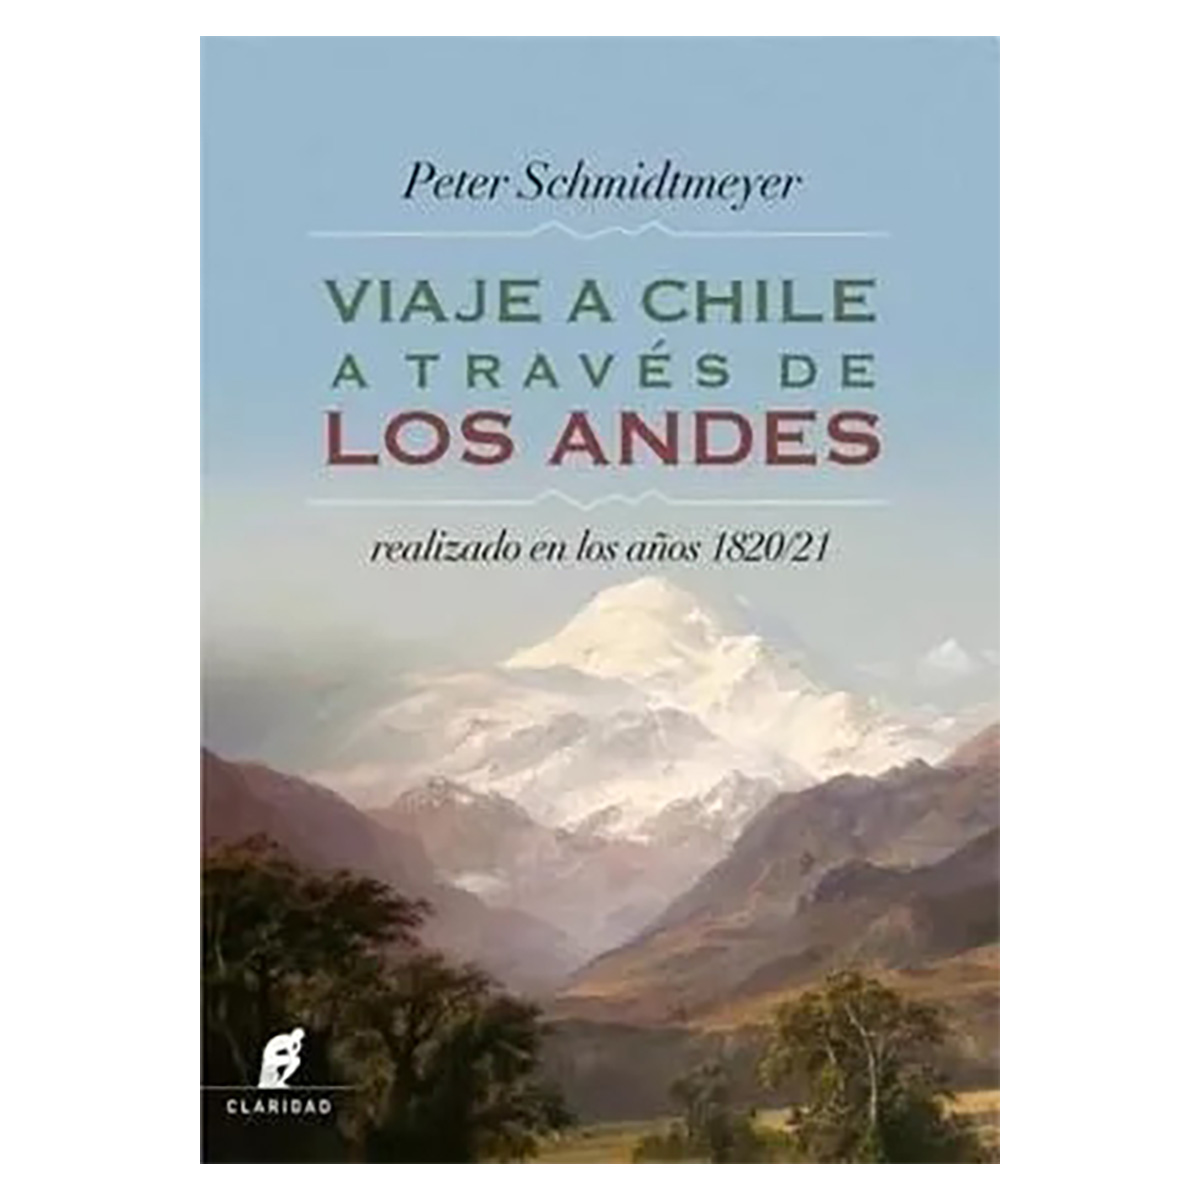 Peter Schmidtmeyer
VIAJE A CHILE
A TRAVÉS DE
LOS ANDES
realizado en los años 1820/21
CLARIDAD